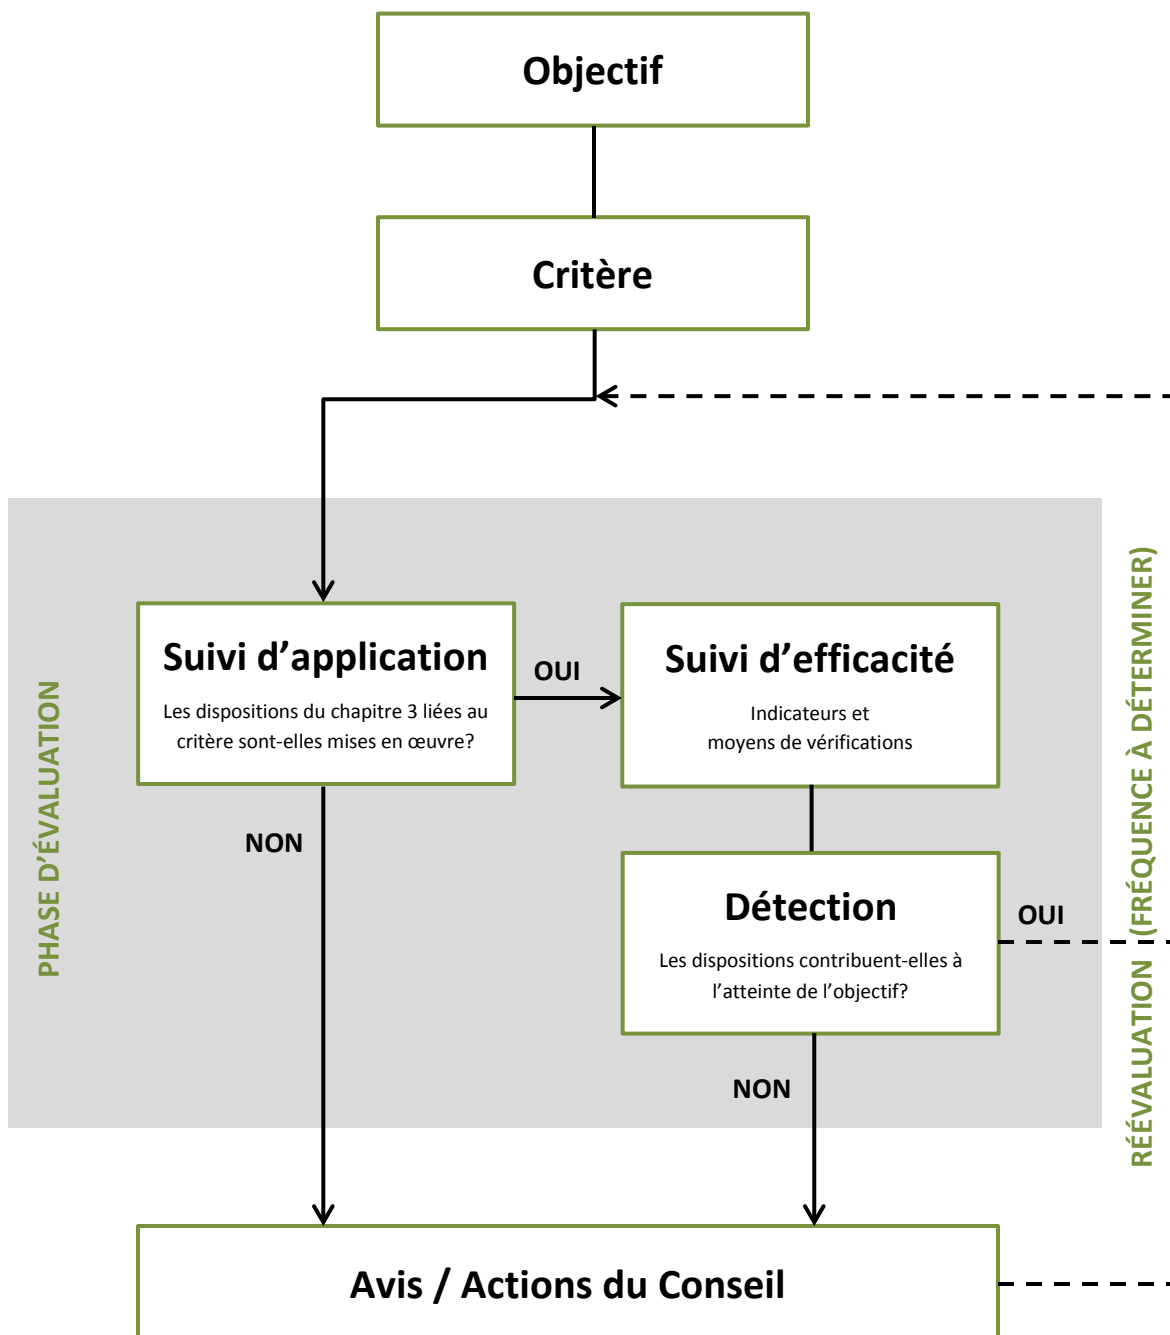 Objectif
Critère
PHASE D’ÉVALUATION
Suivi d’application
Les dispositions du chapitre 3 liées au
critère sont-elles mises en œuvre?
OUI
Suivi d’efficacité
Indicateurs et
moyens de vérifications
NON
Détection
Les dispositions contribuent-elles à
l’atteinte de l’objectif?
OUI
NON
RÉÉVALUATION (FRÉQUENCE À DÉTERMINER)
Avis / Actions du Conseil